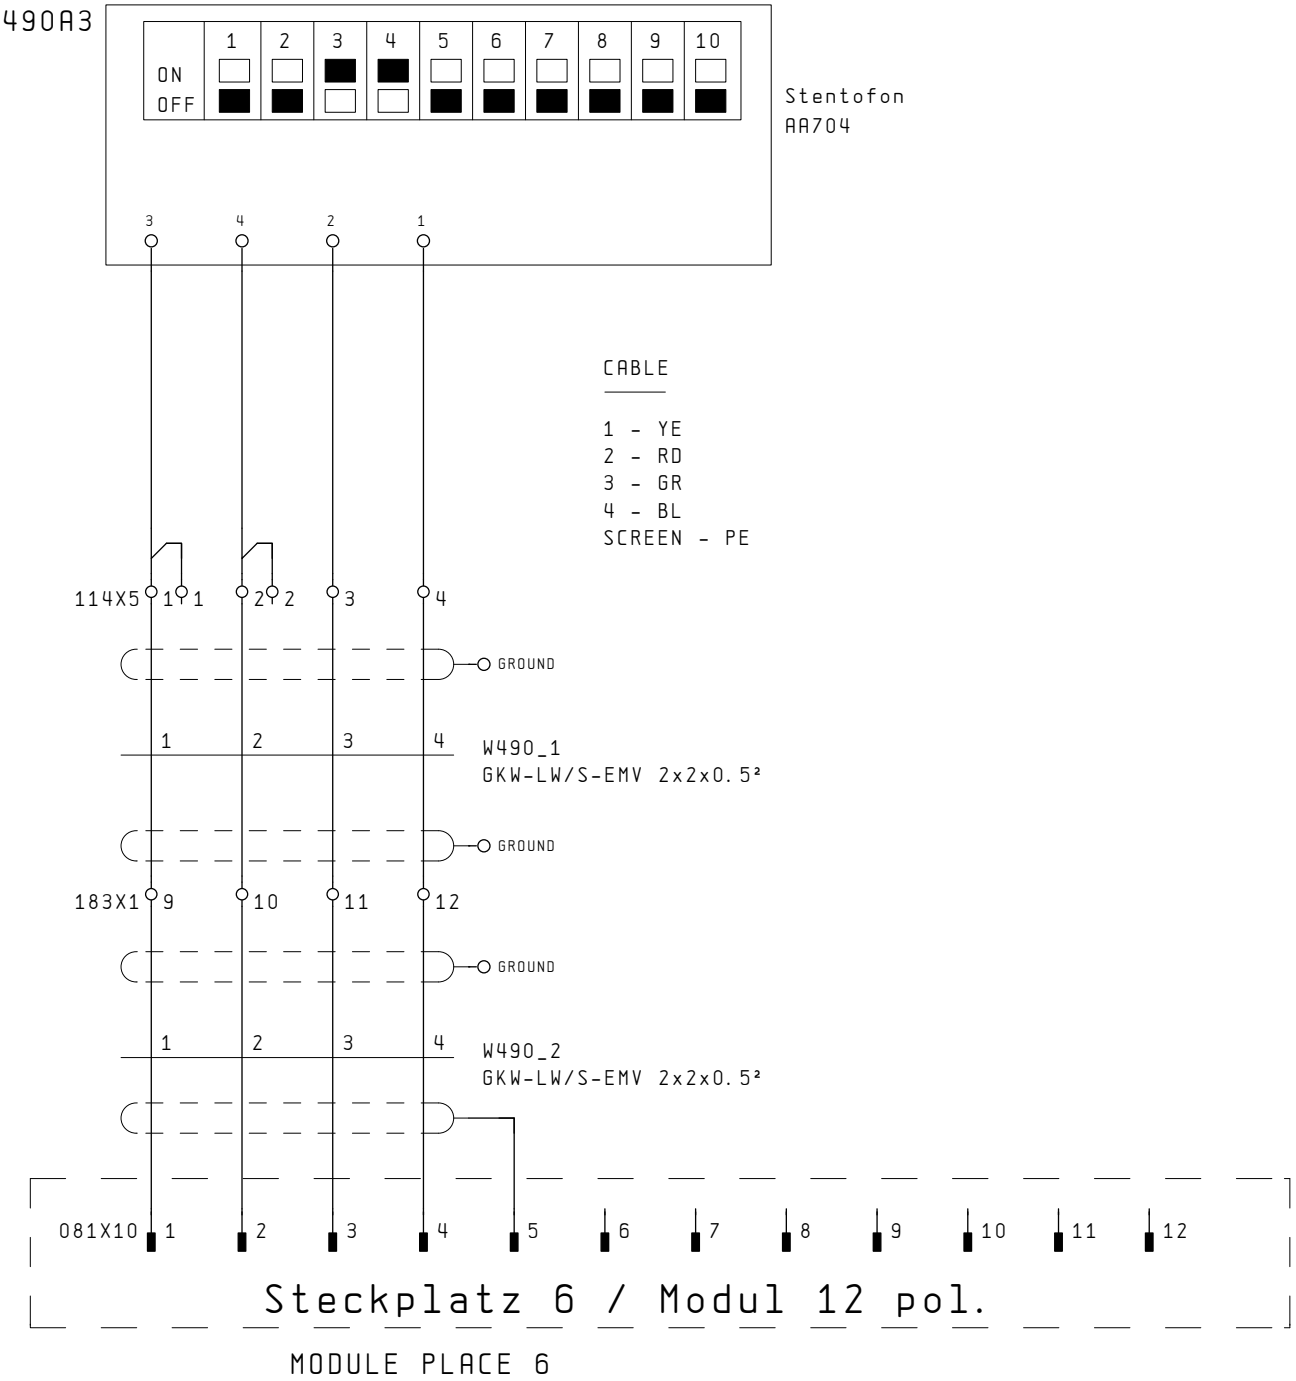 490A3
1 2 3 4 5 6 7 8 9 10
ON
OFF
Stentofon
AA704
3 4 2 1
CABLE
1 - YE
2 - RD
3 - GR
4 - BL
SCREEN - PE
114X5 1 1 2 2 3 4
GROUND
1 2 3 4
W490_1
GKW-LW/S-EMV 2x2x0.5²
GROUND
183X1 9 10 11 12
GROUND
1 2 3 4
W490_2
GKW-LW/S-EMV 2x2x0.5²
081X10 1 2 3 4 5 6 7 8 9 10 11 12
Steckplatz 6 / Modul 12 pol.
MODULE PLACE 6